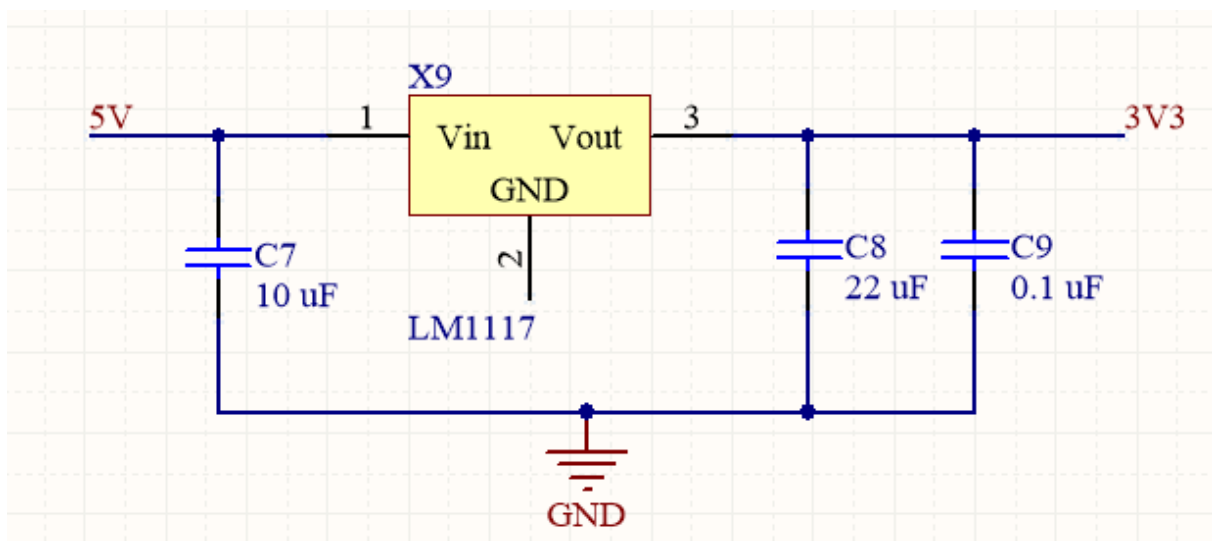 X9
5V
1
Vin
Vout
3
3V3
GND
2
C7
10 uF
C8
22 uF
C9
0.1 uF
LM1117
GND